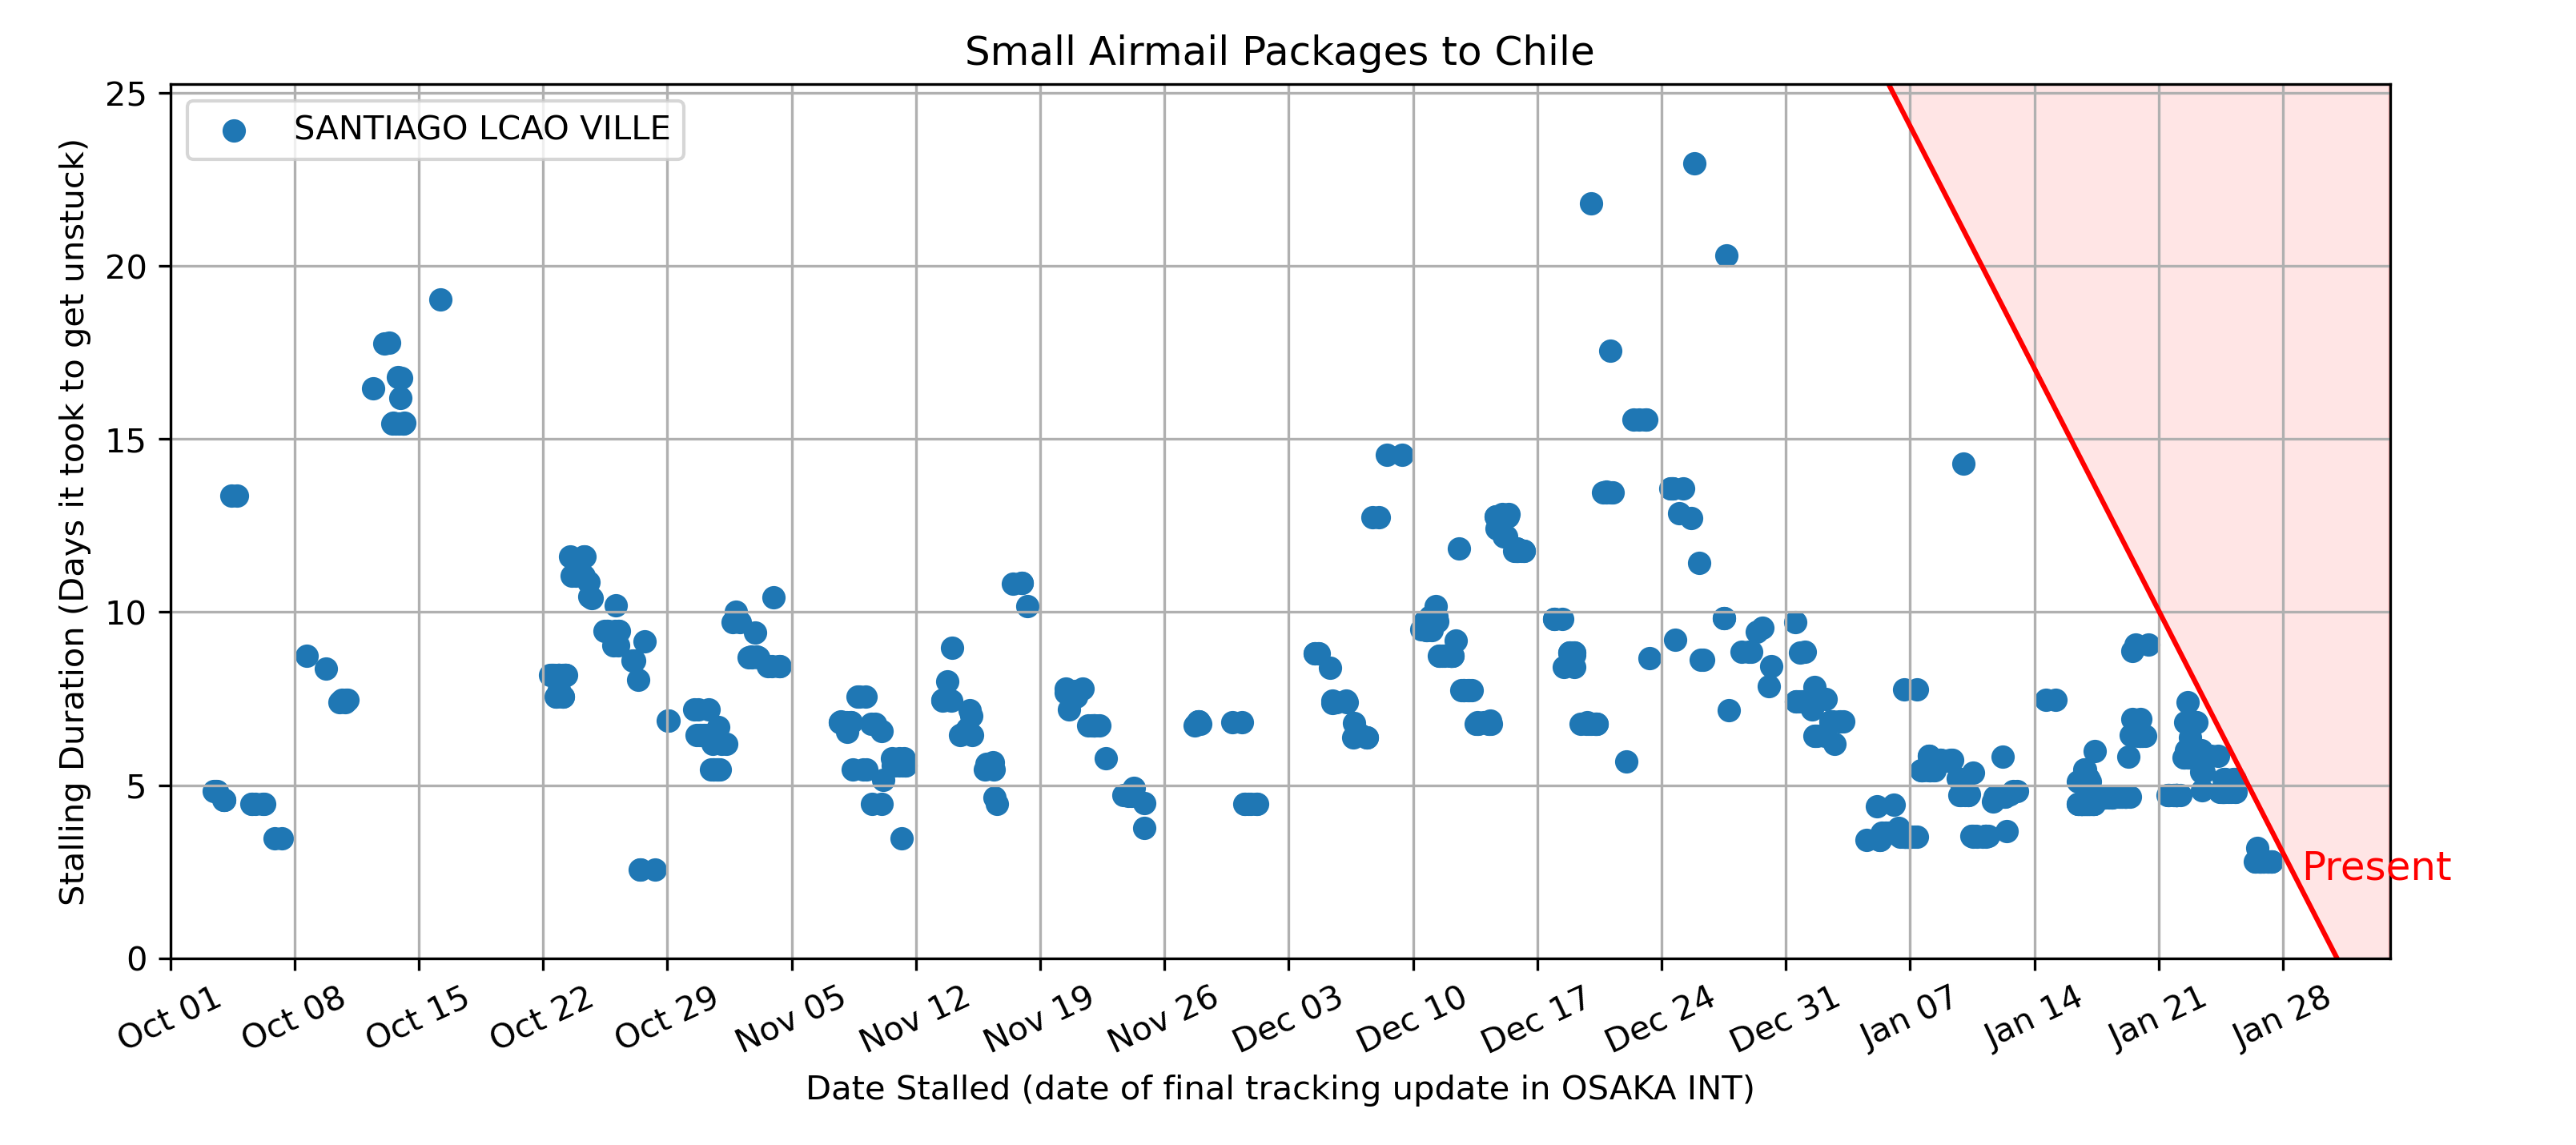 Small Airmail Packages to Chile
SANTIAGO LCAO VILLE
Stalling Duration (Days it took to get unstuck)
25
20
15
10
5
0
Present
Oct 01
Oct 08
Oct 15
Oct 22
Oct 29
Nov 05
Nov 12
Nov 19
Nov 26
Dec 03
Dec 10
Dec 17
Dec 24
Dec 31
Jan 07
Jan 14
Jan 21
Jan 28
Date Stalled (date of final tracking update in OSAKA INT)